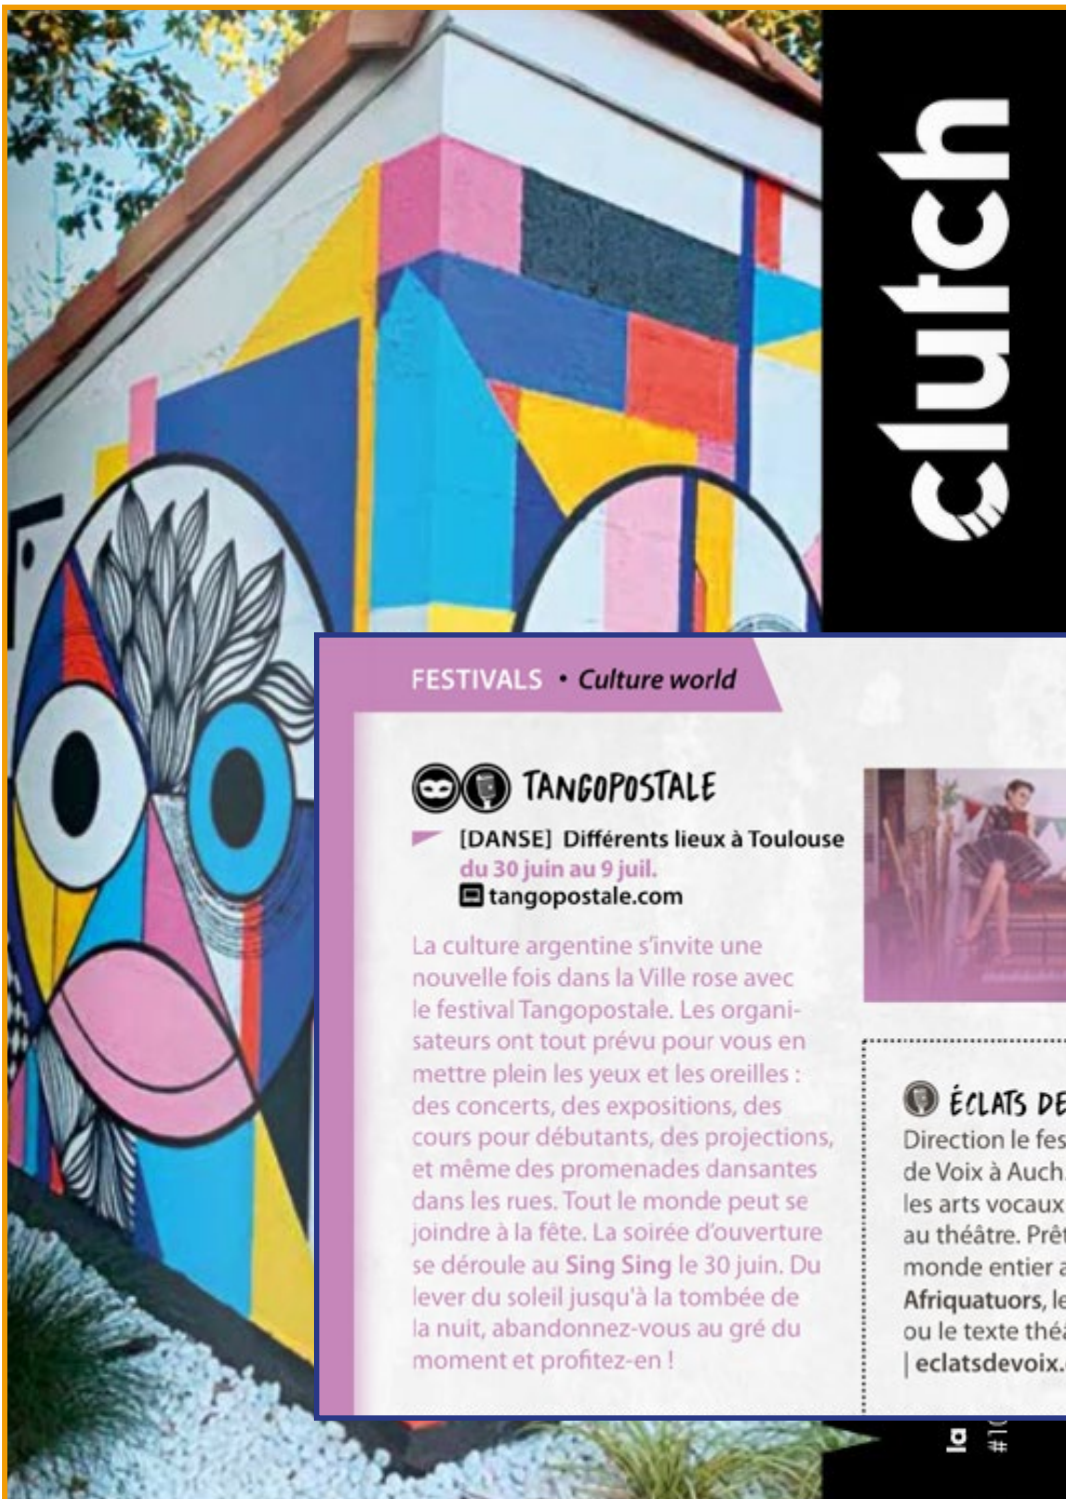 clutch
FESTIVALS • Culture world
TANGOPOSTALE
[DANSE] Différents lieux à Toulouse
du 30 juin au 9 juil.
tangopostale.com
La culture argentine s'invite une
nouvelle fois dans la Ville rose avec
le festival Tangopostale. Les organi-
sateurs ont tout prévu pour vous en
mettre plein les yeux et les oreilles :
des concerts, des expositions, des
cours pour débutants, des projections,
et même des promenades dansantes
dans les rues. Tout le monde peut se
joindre à la fête. La soirée d'ouverture
se déroule au Sing Sing le 30 juin. Du
lever du soleil jusqu'à la tombée de
la nuit, abandonnez-vous au gré du
moment et profitez-en !
ÉCLATS DE
Direction le fes
de Voix à Auch.
les arts vocaux
au théâtre. Prêt
monde entier a
Afriquatuors, le
ou le texte théâ
| eclatsdevoix.
la